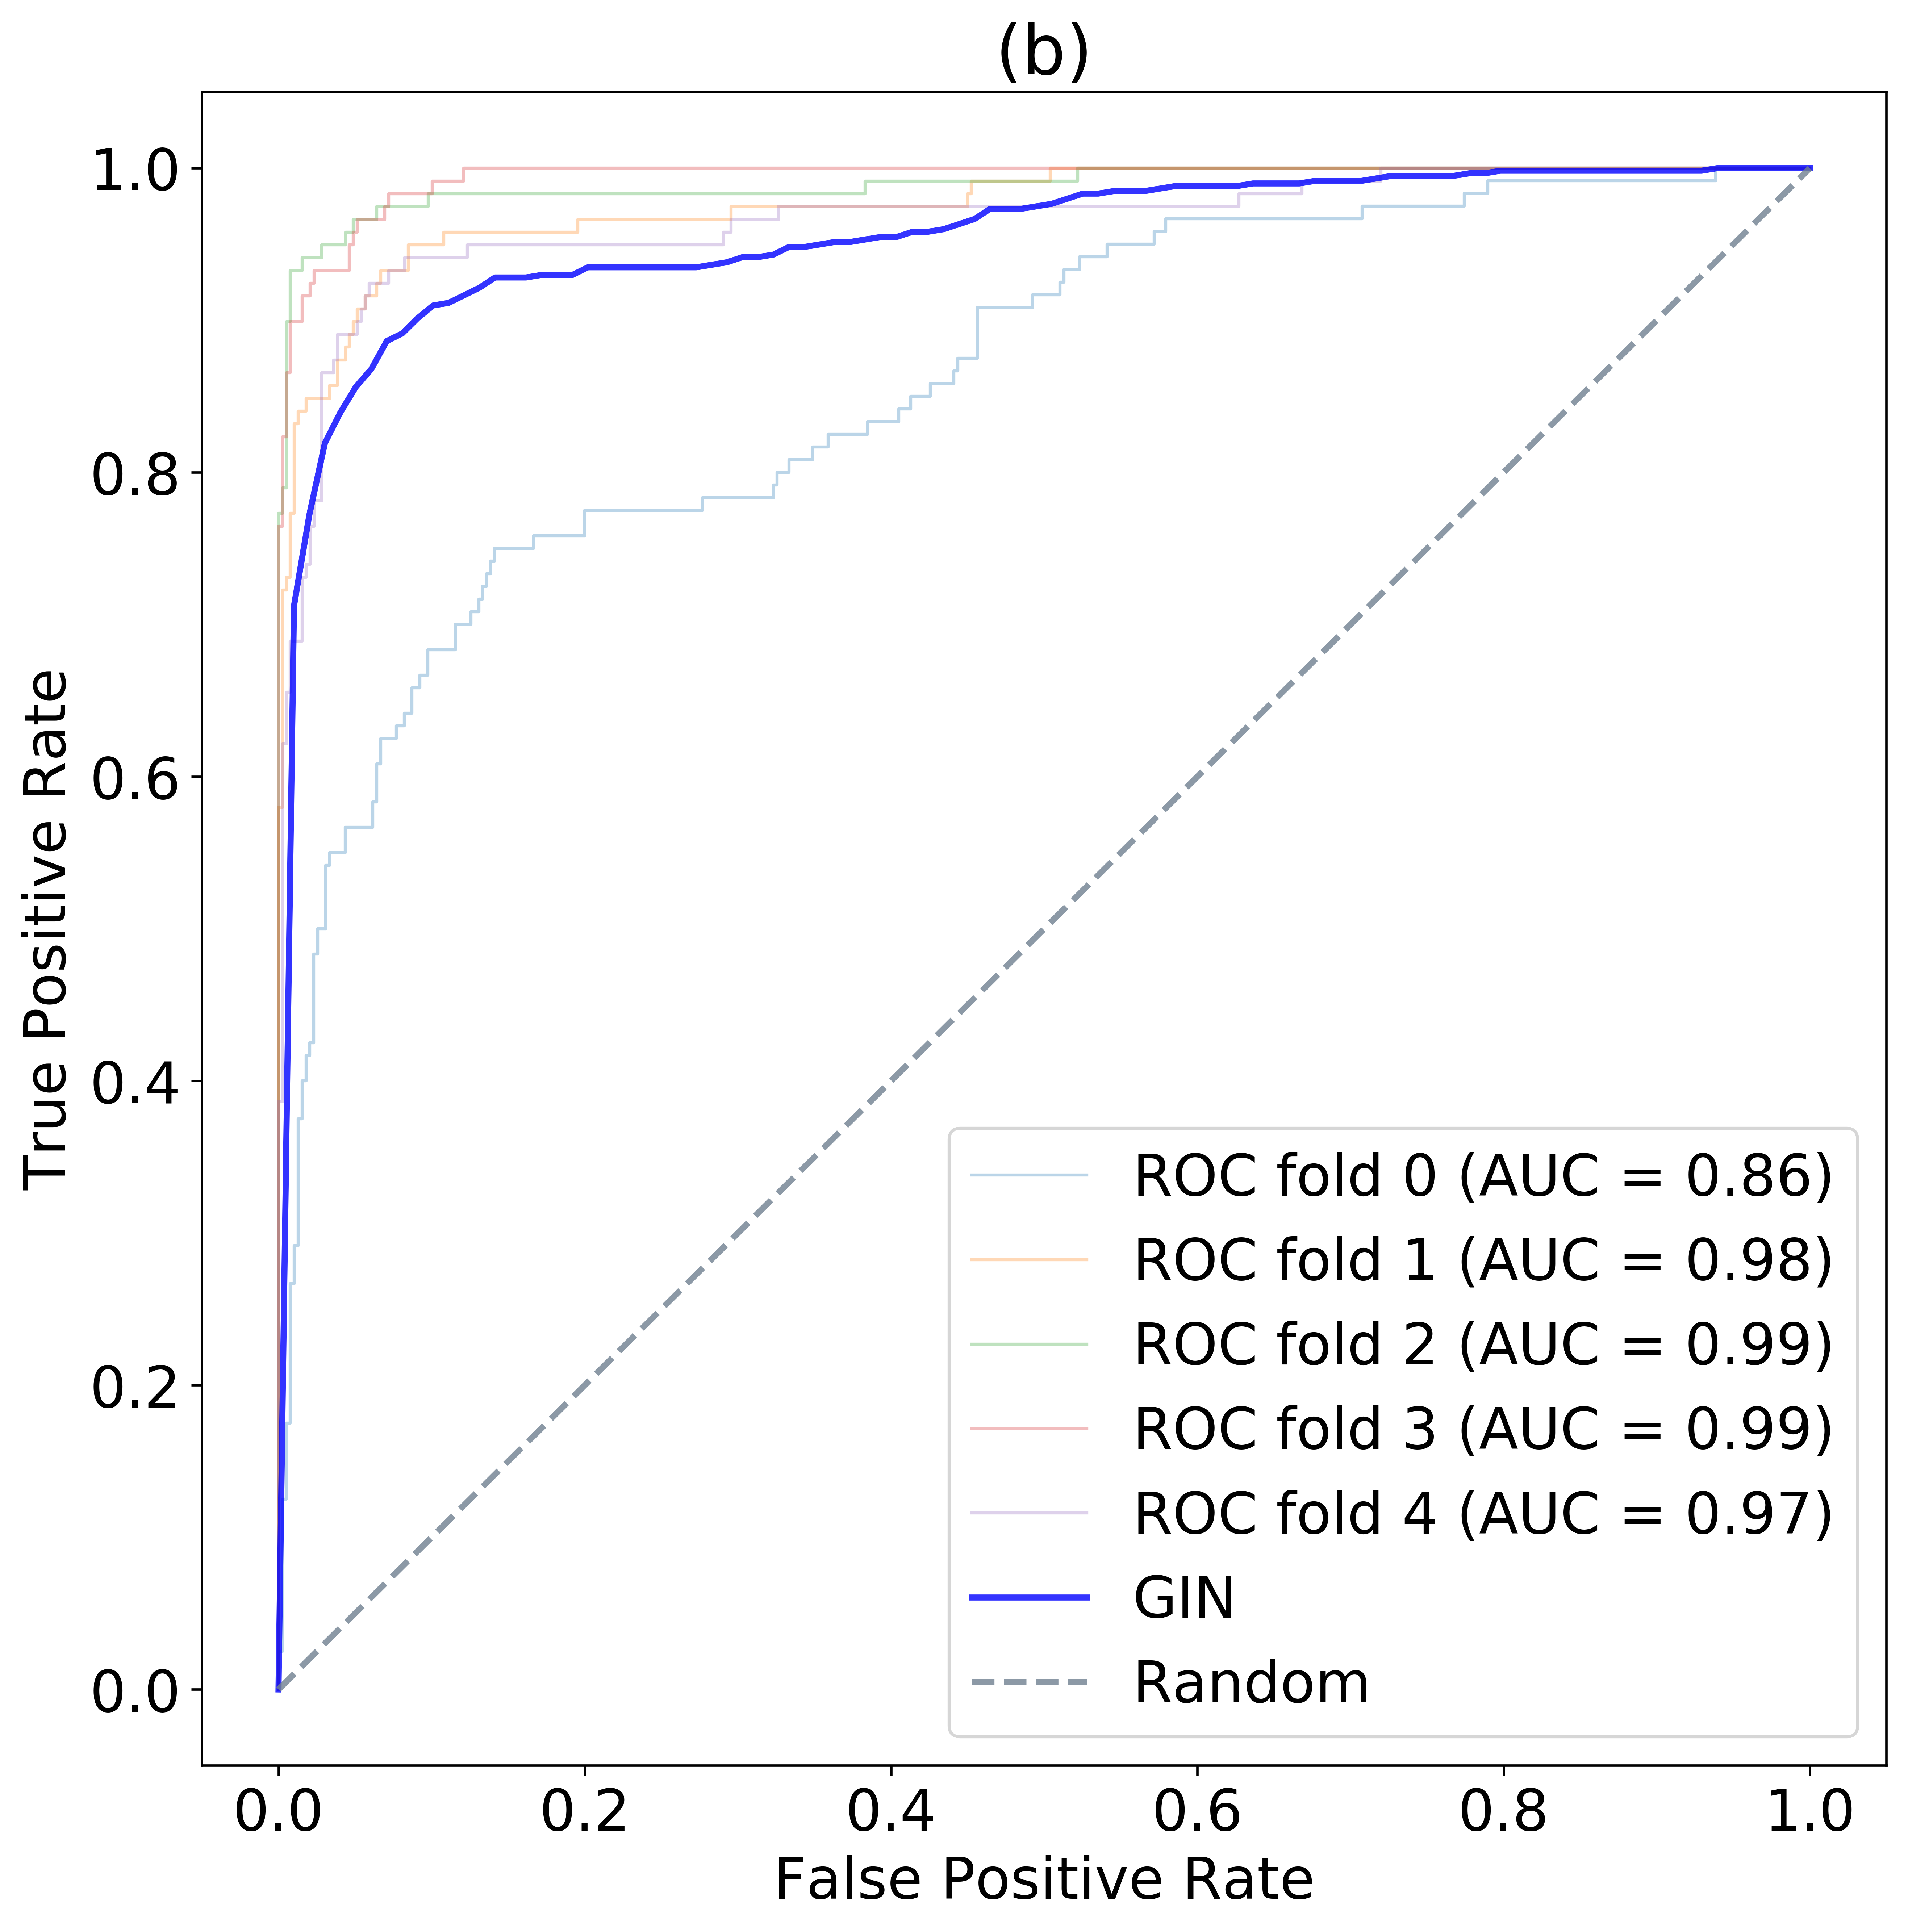 (b)
True Positive Rate
1.0
0.8
0.6
0.4
0.2
0.0
ROC fold 0 (AUC = 0.86)
ROC fold 1 (AUC = 0.98)
ROC fold 2 (AUC = 0.99)
ROC fold 3 (AUC = 0.99)
ROC fold 4 (AUC = 0.97)
GIN
Random
0.0 0.2 0.4 0.6 0.8 1.0
False Positive Rate